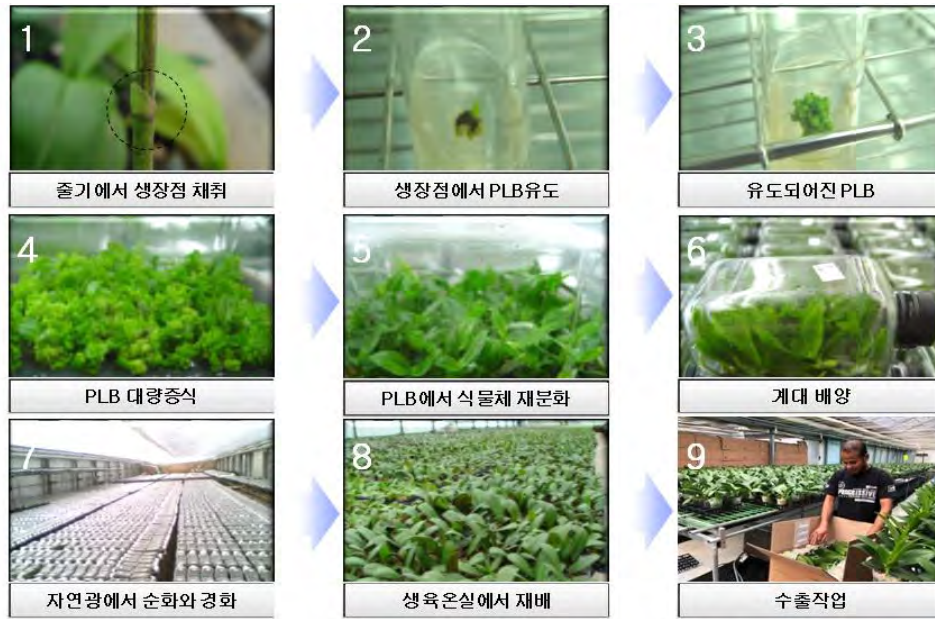 1
줄기에서 생장점 채취
2
생장점에서 PLB유도
3
유도되어진 PLB
4
PLB 대량증식
5
PLB에서 식물체 재분화
6
계대 배양
7
자연광에서 순화와 경화
8
생육온실에서 재배
9
PROGRESSIVE
수출작업